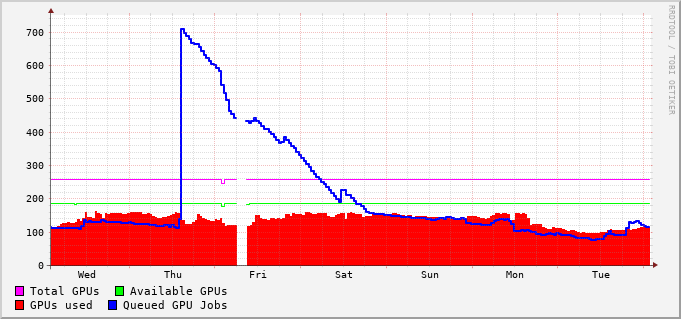 RRDTOOL / TOBI OETIKER
700
600
500
400
300
200
100
0
Wed Thu Fri Sat Sun Mon Tue
Total GPUs Available GPUs
GPUs used Queued GPU Jobs